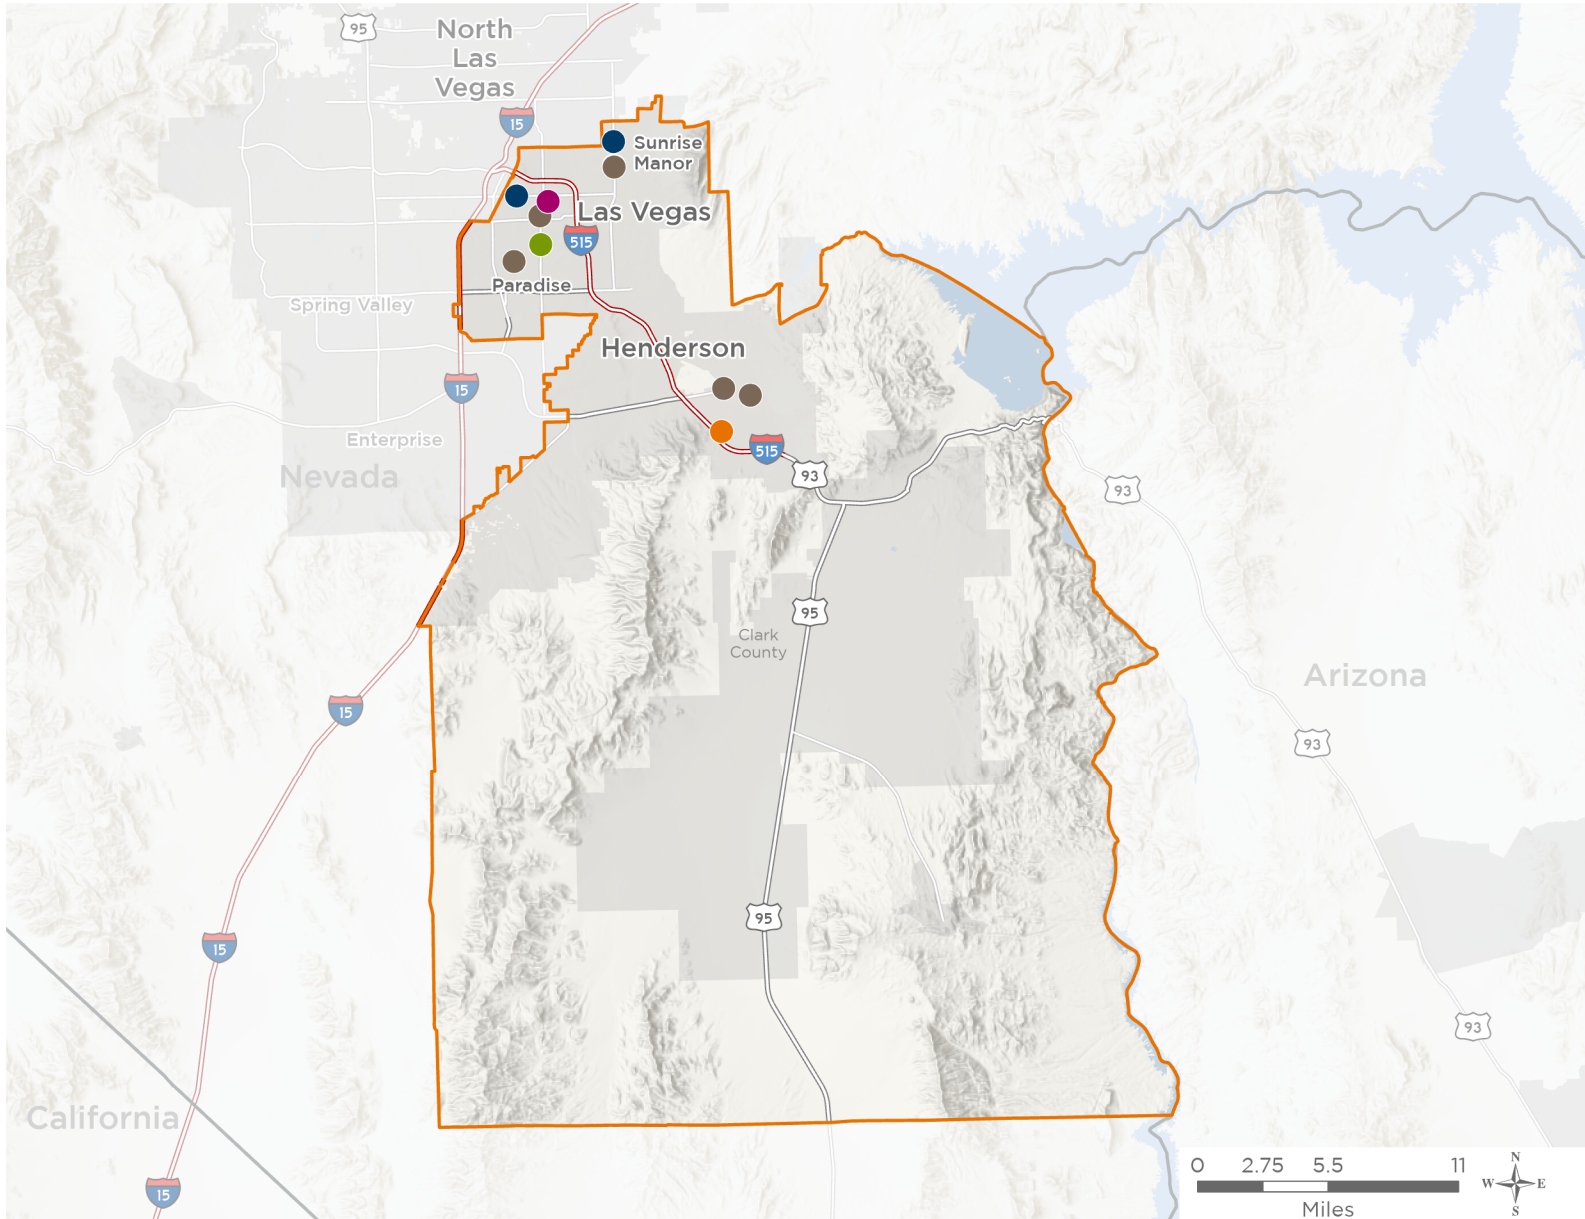 95
North
Las
Vegas
15
Sunrise
Manor
Las Vegas
515
Paradise
Spring Valley
Henderson
15
Enterprise
Nevada
515
93
93
95
Clark
County
Arizona
15
93
95
15
93
California
15
0 2.75 5.5 11
Miles
N
W E
S